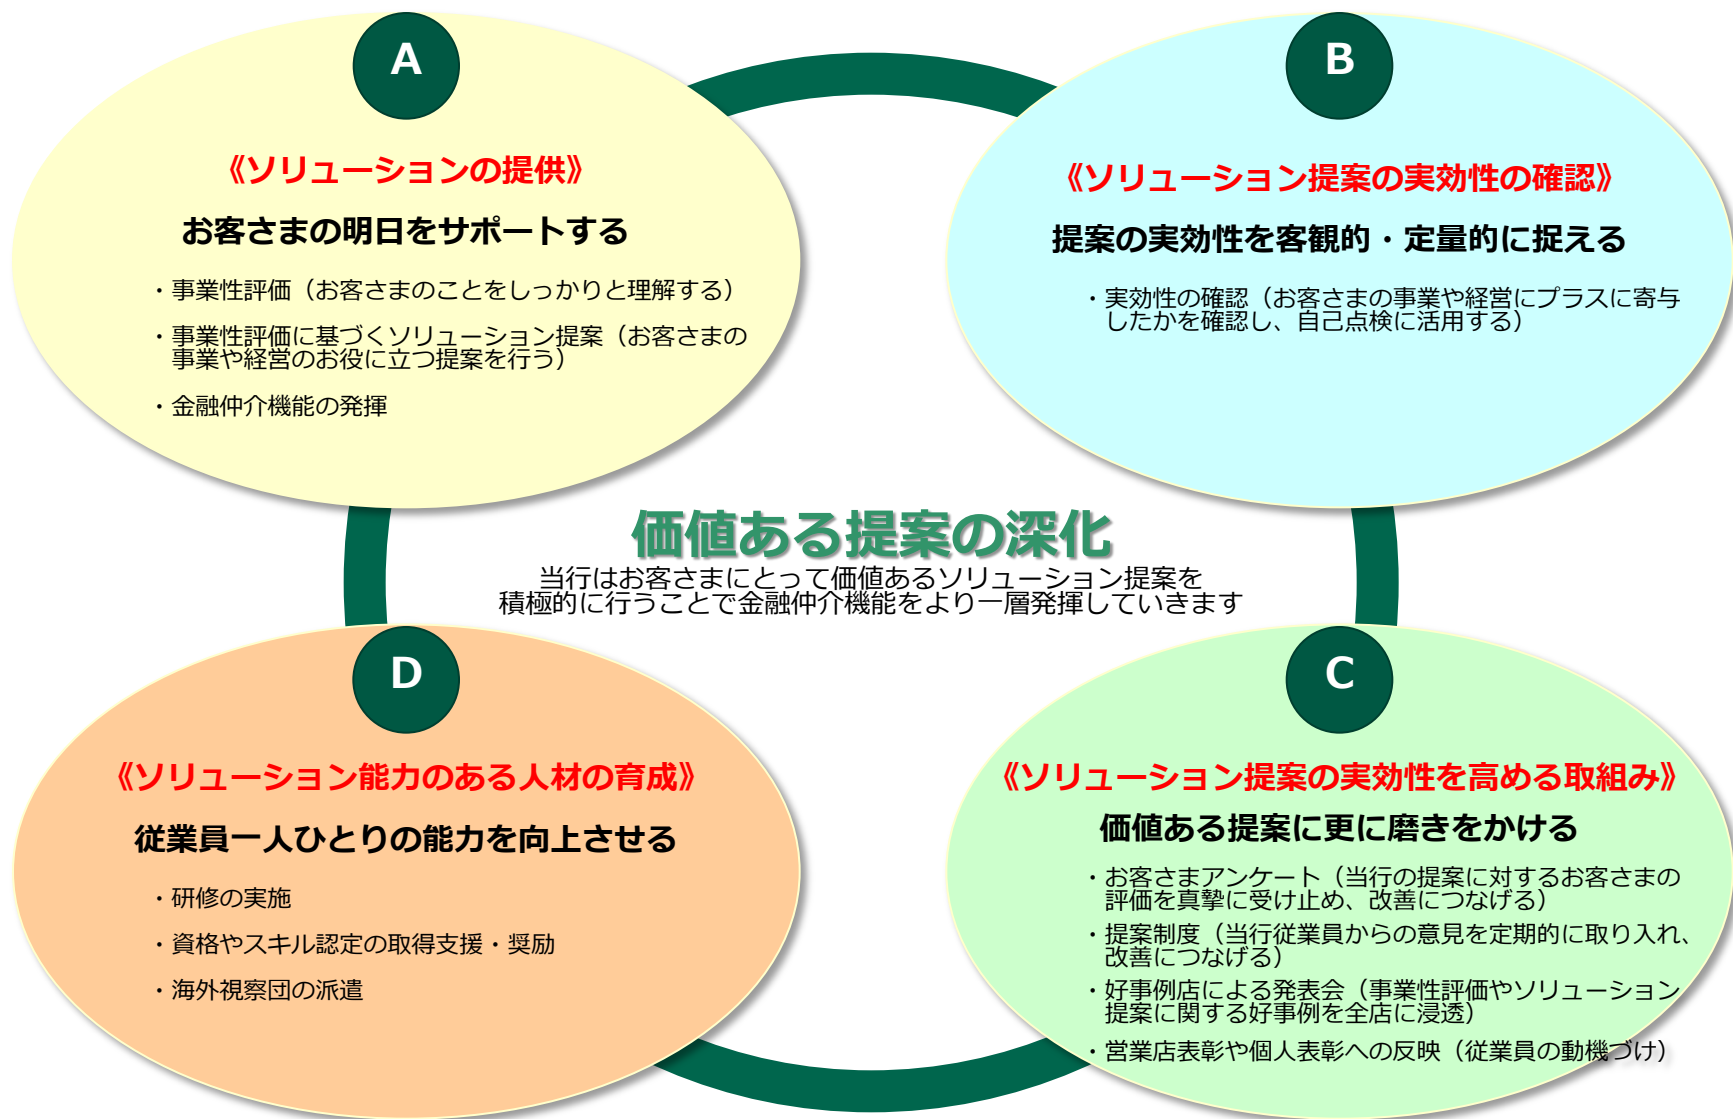 A
《ソリューションの提供》
お客さまの明日をサポートする
・事業性評価（お客さまのことをしっかりと理解する）
・事業性評価に基づくソリューション提案（お客さまの
事業や経営のお役に立つ提案を行う）
・金融仲介機能の発揮
B
《ソリューション提案の実効性の確認》
提案の実効性を客観的・定量的に捉える
・実効性の確認（お客さまの事業や経営にプラスに寄与
したかを確認し、自己点検に活用する）
価値ある提案の深化
当行はお客さまにとって価値あるソリューション提案を
積極的に行うことで金融仲介機能をより一層発揮していきます
D
《ソリューション能力のある人材の育成》
従業員一人ひとりの能力を向上させる
・研修の実施
・資格やスキル認定の取得支援・奨励
・海外視察団の派遣
C
《ソリューション提案の実効性を高める取組み》
価値ある提案に更に磨きをかける
・お客さまアンケート（当行の提案に対するお客さまの
評価を真摯に受け止め、改善につなげる）
・提案制度（当行従業員からの意見を定期的に取り入れ、
改善につなげる）
・好事例店による発表会（事業性評価やソリューション
提案に関する好事例を全店に浸透）
・営業店表彰や個人表彰への反映（従業員の動機づけ）